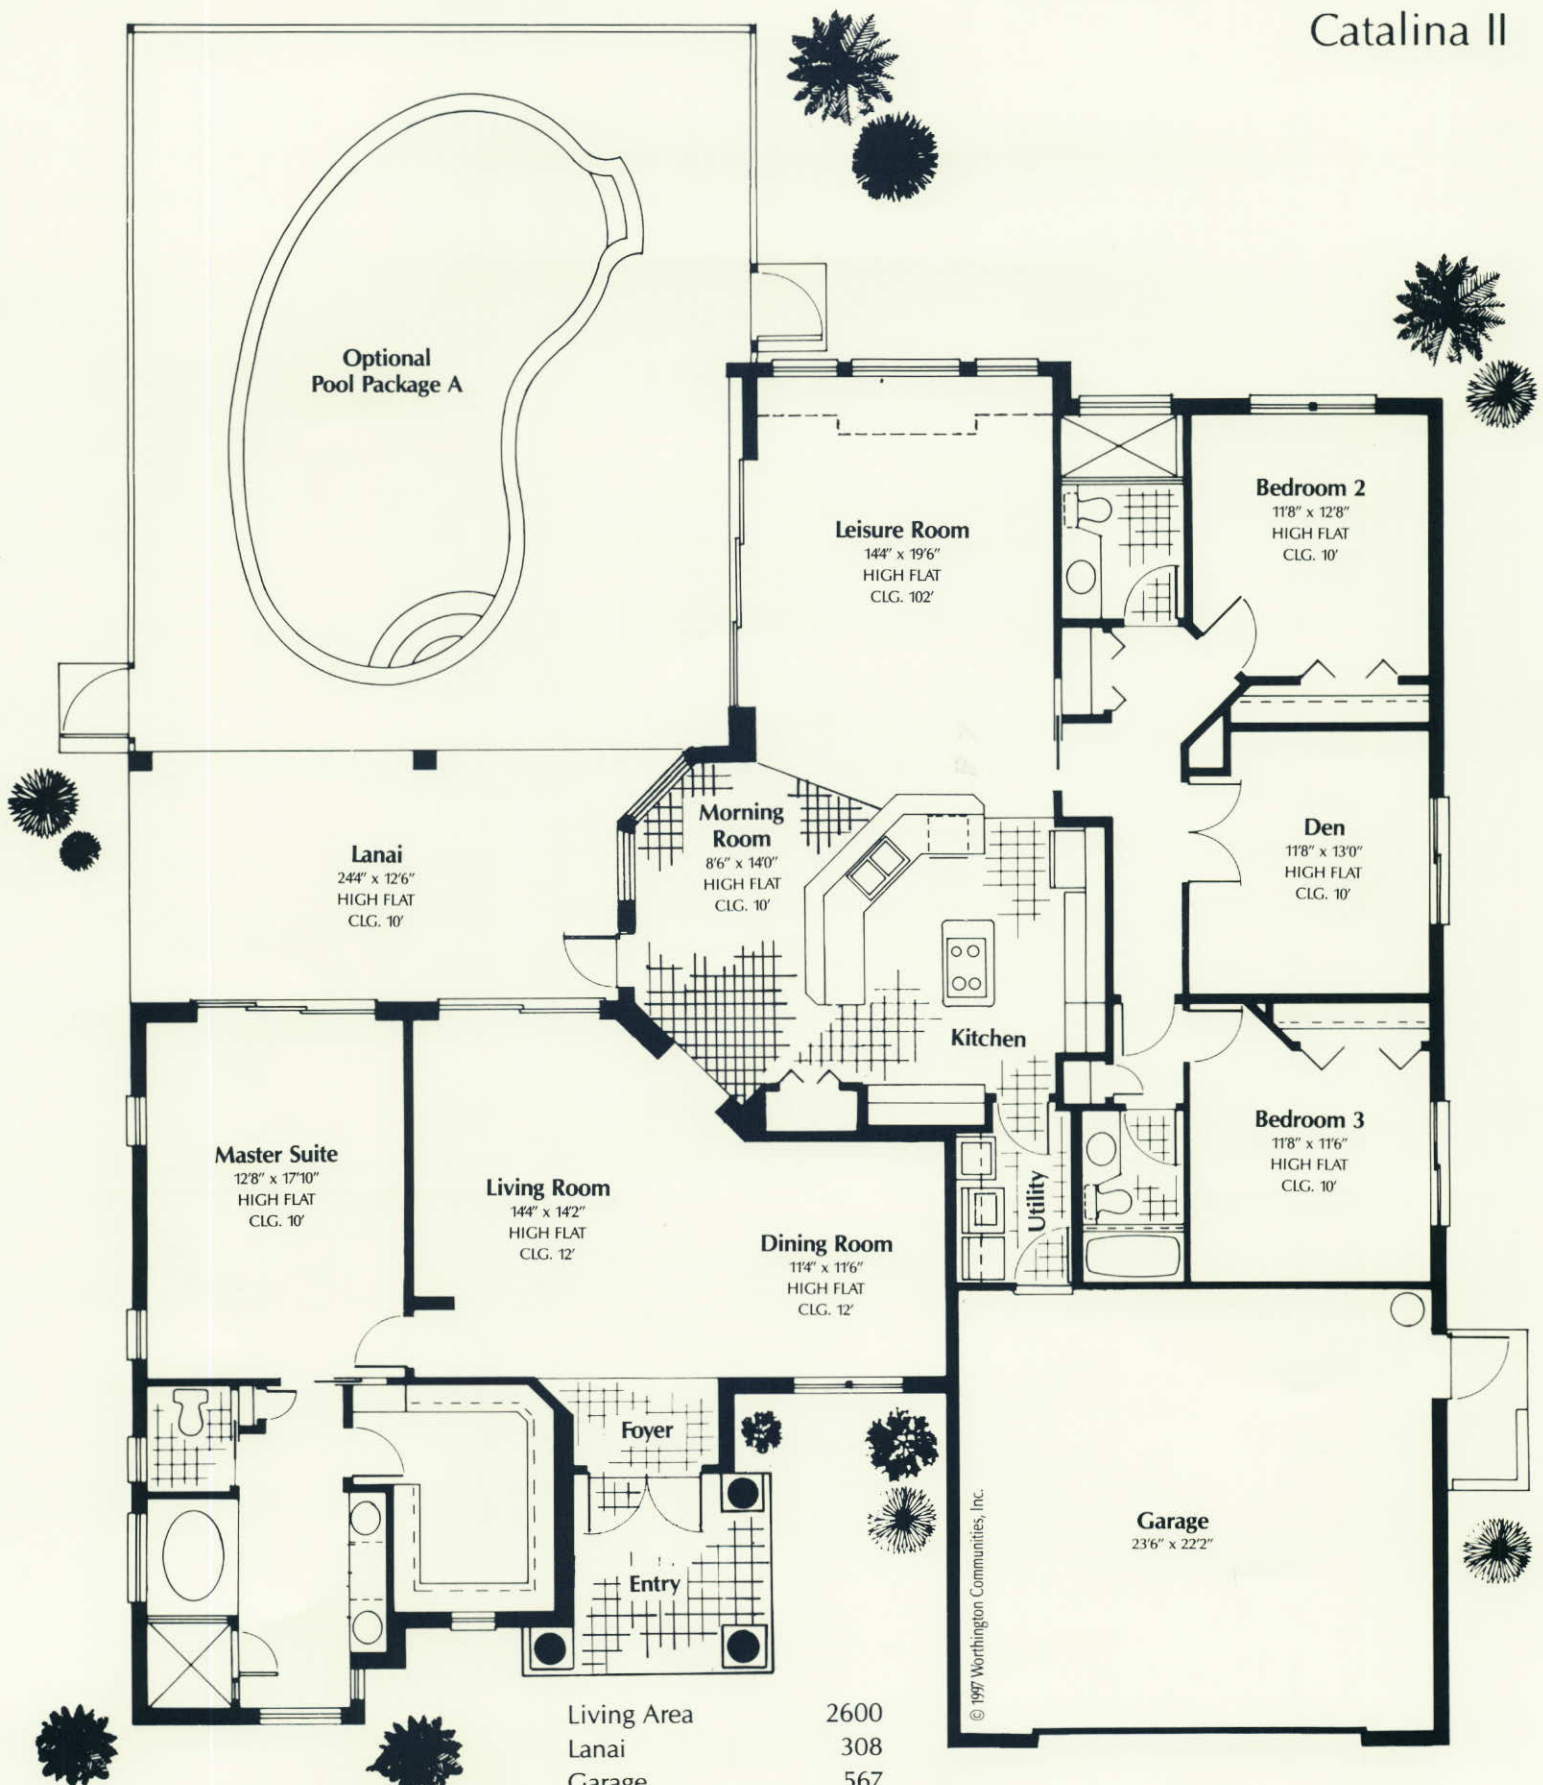 Catalina II
Optional
Pool Package A
Leisure Room
14'4" x 19'6"
HIGH FLAT
CLG. 102'
Bedroom 2
11'8" x 12'8"
HIGH FLAT
CLG. 10'
Morning
Room
8'6" x 14'0"
HIGH FLAT
CLG. 10'
Den
11'8" x 13'0"
HIGH FLAT
CLG. 10'
Lanai
24'4" x 12'6"
HIGH FLAT
CLG. 10'
Kitchen
Master Suite
12'8" x 17'10"
HIGH FLAT
CLG. 10'
Living Room
14'4" x 14'2"
HIGH FLAT
CLG. 12'
Dining Room
11'4" x 11'6"
HIGH FLAT
CLG. 12'
Utility
Bedroom 3
11'8" x 11'6"
HIGH FLAT
CLG. 10'
Foyer
Entry
Garage
23'6" x 22'2"
© 1997 Worthington Communities, Inc.
Living Area 2600
Lanai 308
Garage 567